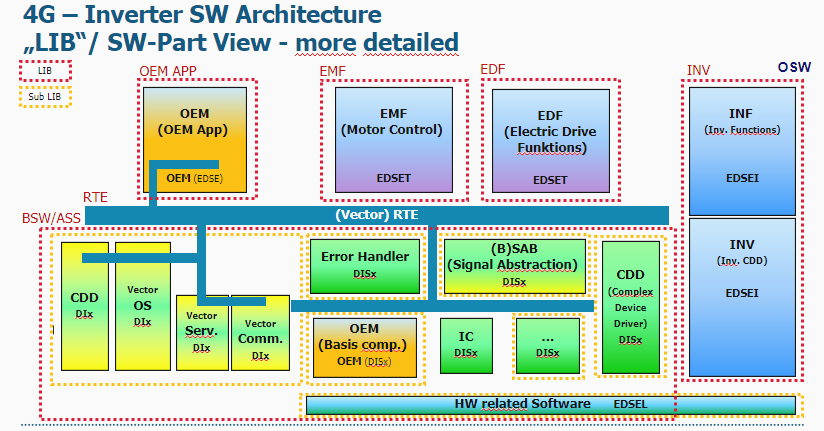 4G – Inverter SW Architecture
„LIB“/ SW-Part View - more detailed
LIB
Sub LIB
OEM APP
EMF
EDF
INV
OSW
OEM
(OEM App)
OEM (EDSE)
EMF
(Motor Control)
EDSET
EDF
(Electric Drive
Funktions)
EDSET
INF
(Inv. Functions)
EDSEI
RTE
(Vector) RTE
BSW/ASS
CDD
DIx
Vector
OS
DIx
Vector
Serv.
DIx
Vector
Comm.
DIx
Error Handler
DISx
(B)SAB
(Signal Abstraction)
DISx
OEM
(Basis comp.)
OEM (DISx)
IC
DISx
...
DISx
CDD
(Complex
Device
Driver)
DISx
INV
(Inv. CDD)
EDSEI
HW related Software EDSEL